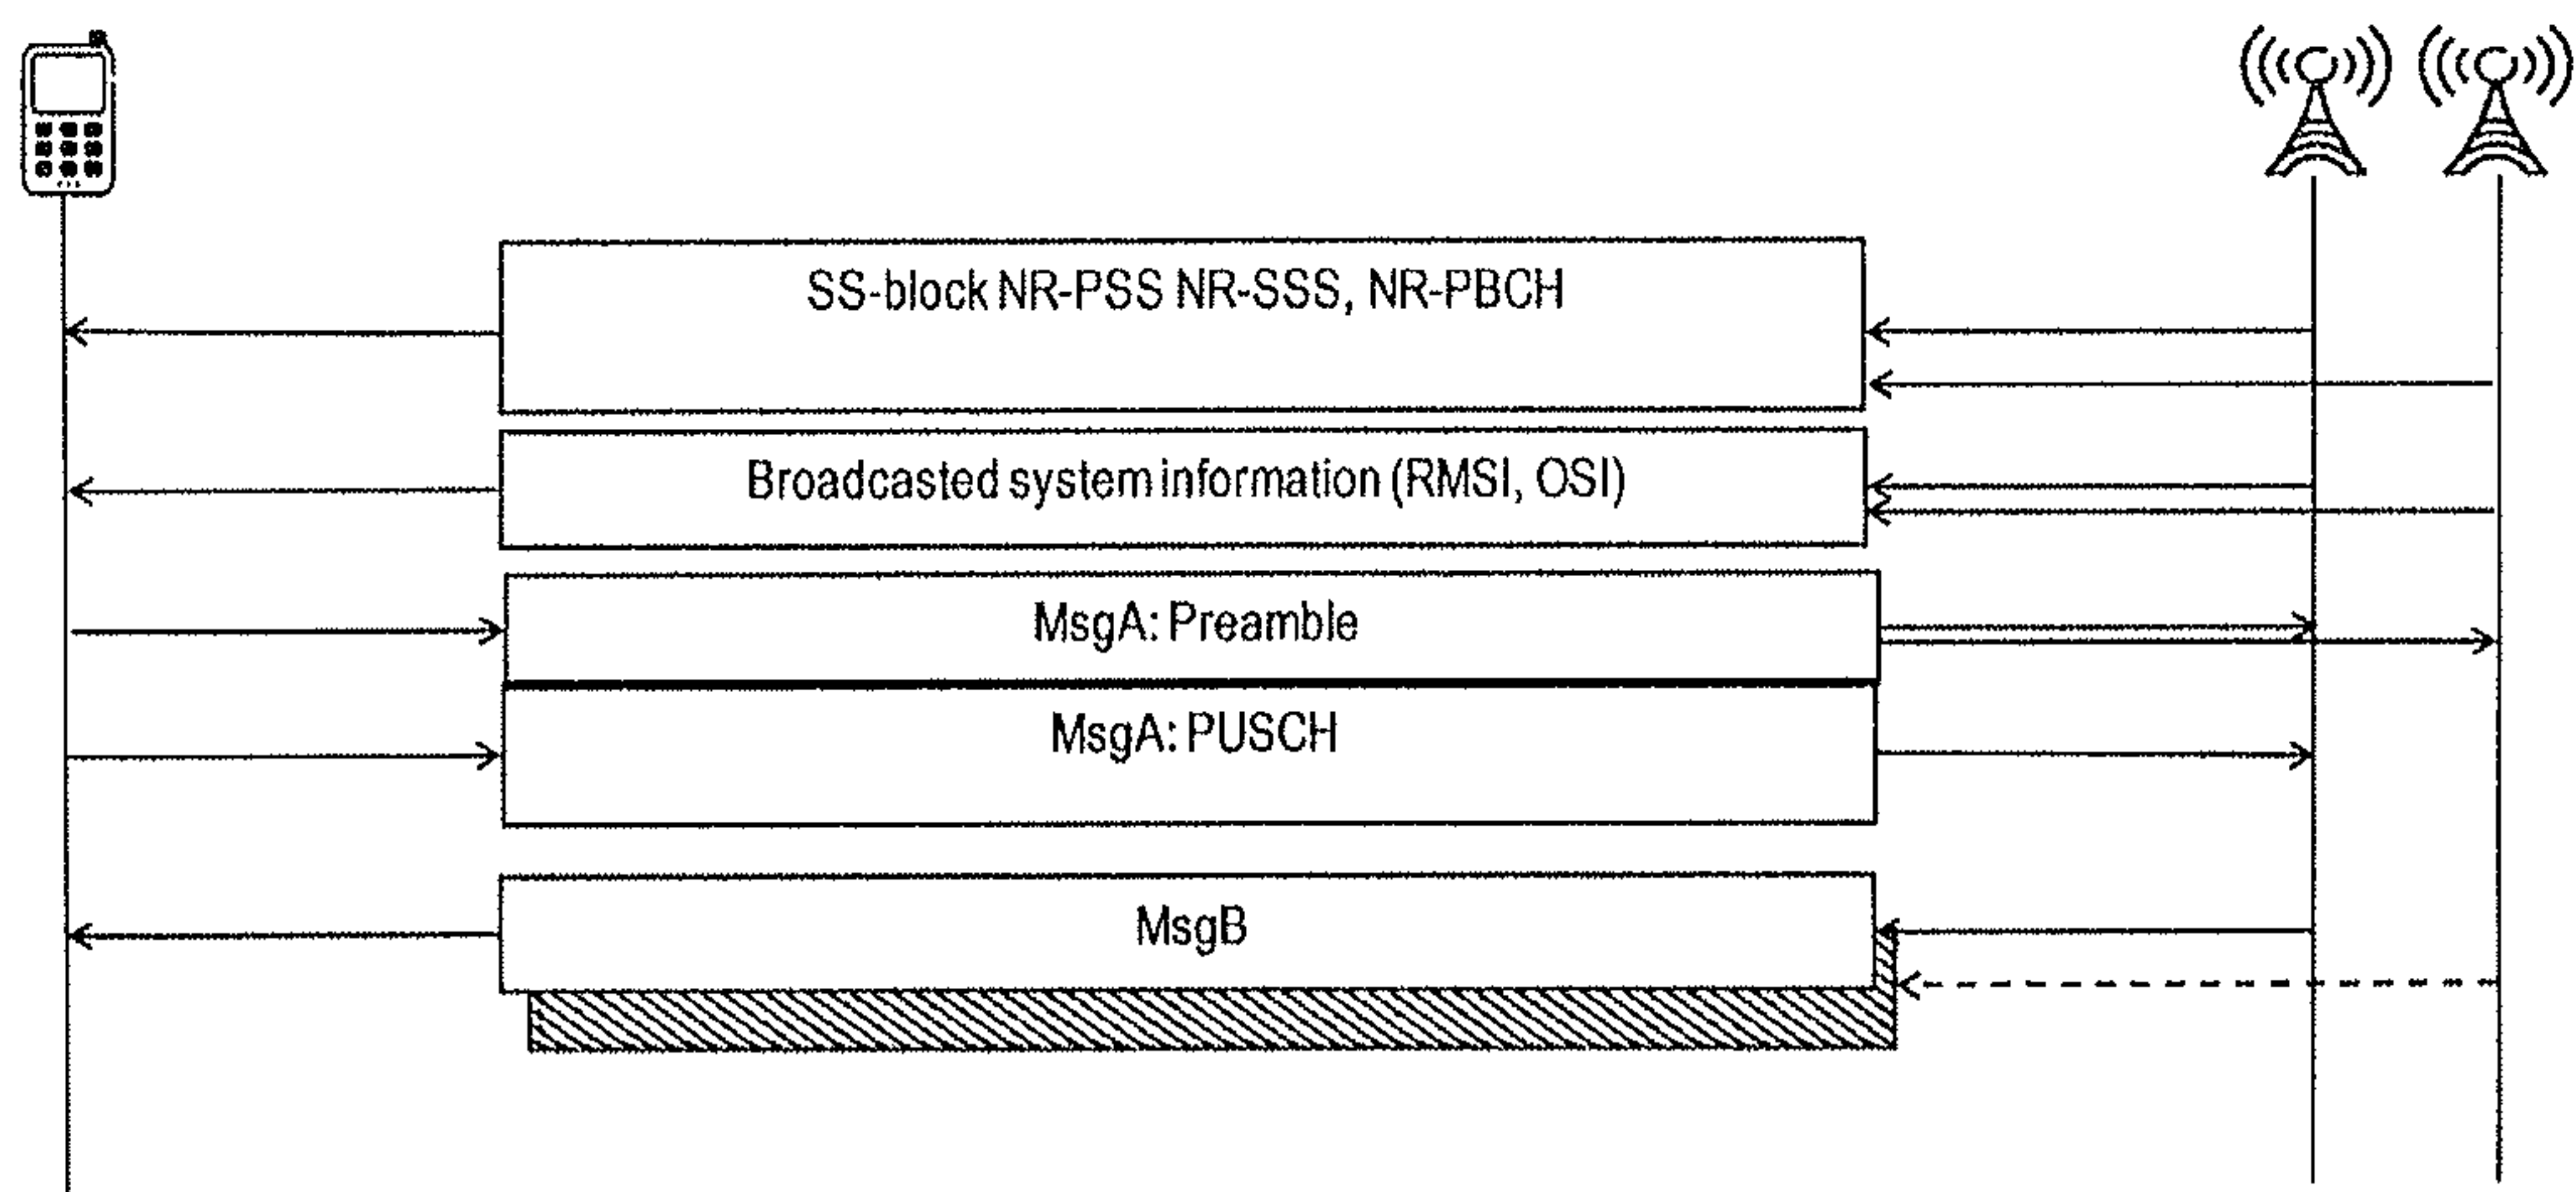 SS-block NR-PSS NR-SSS, NR-PBCH
Broadcasted system information (RMSI, OSI)
MsgA: Preamble
MsgA: PUSCH
MsgB